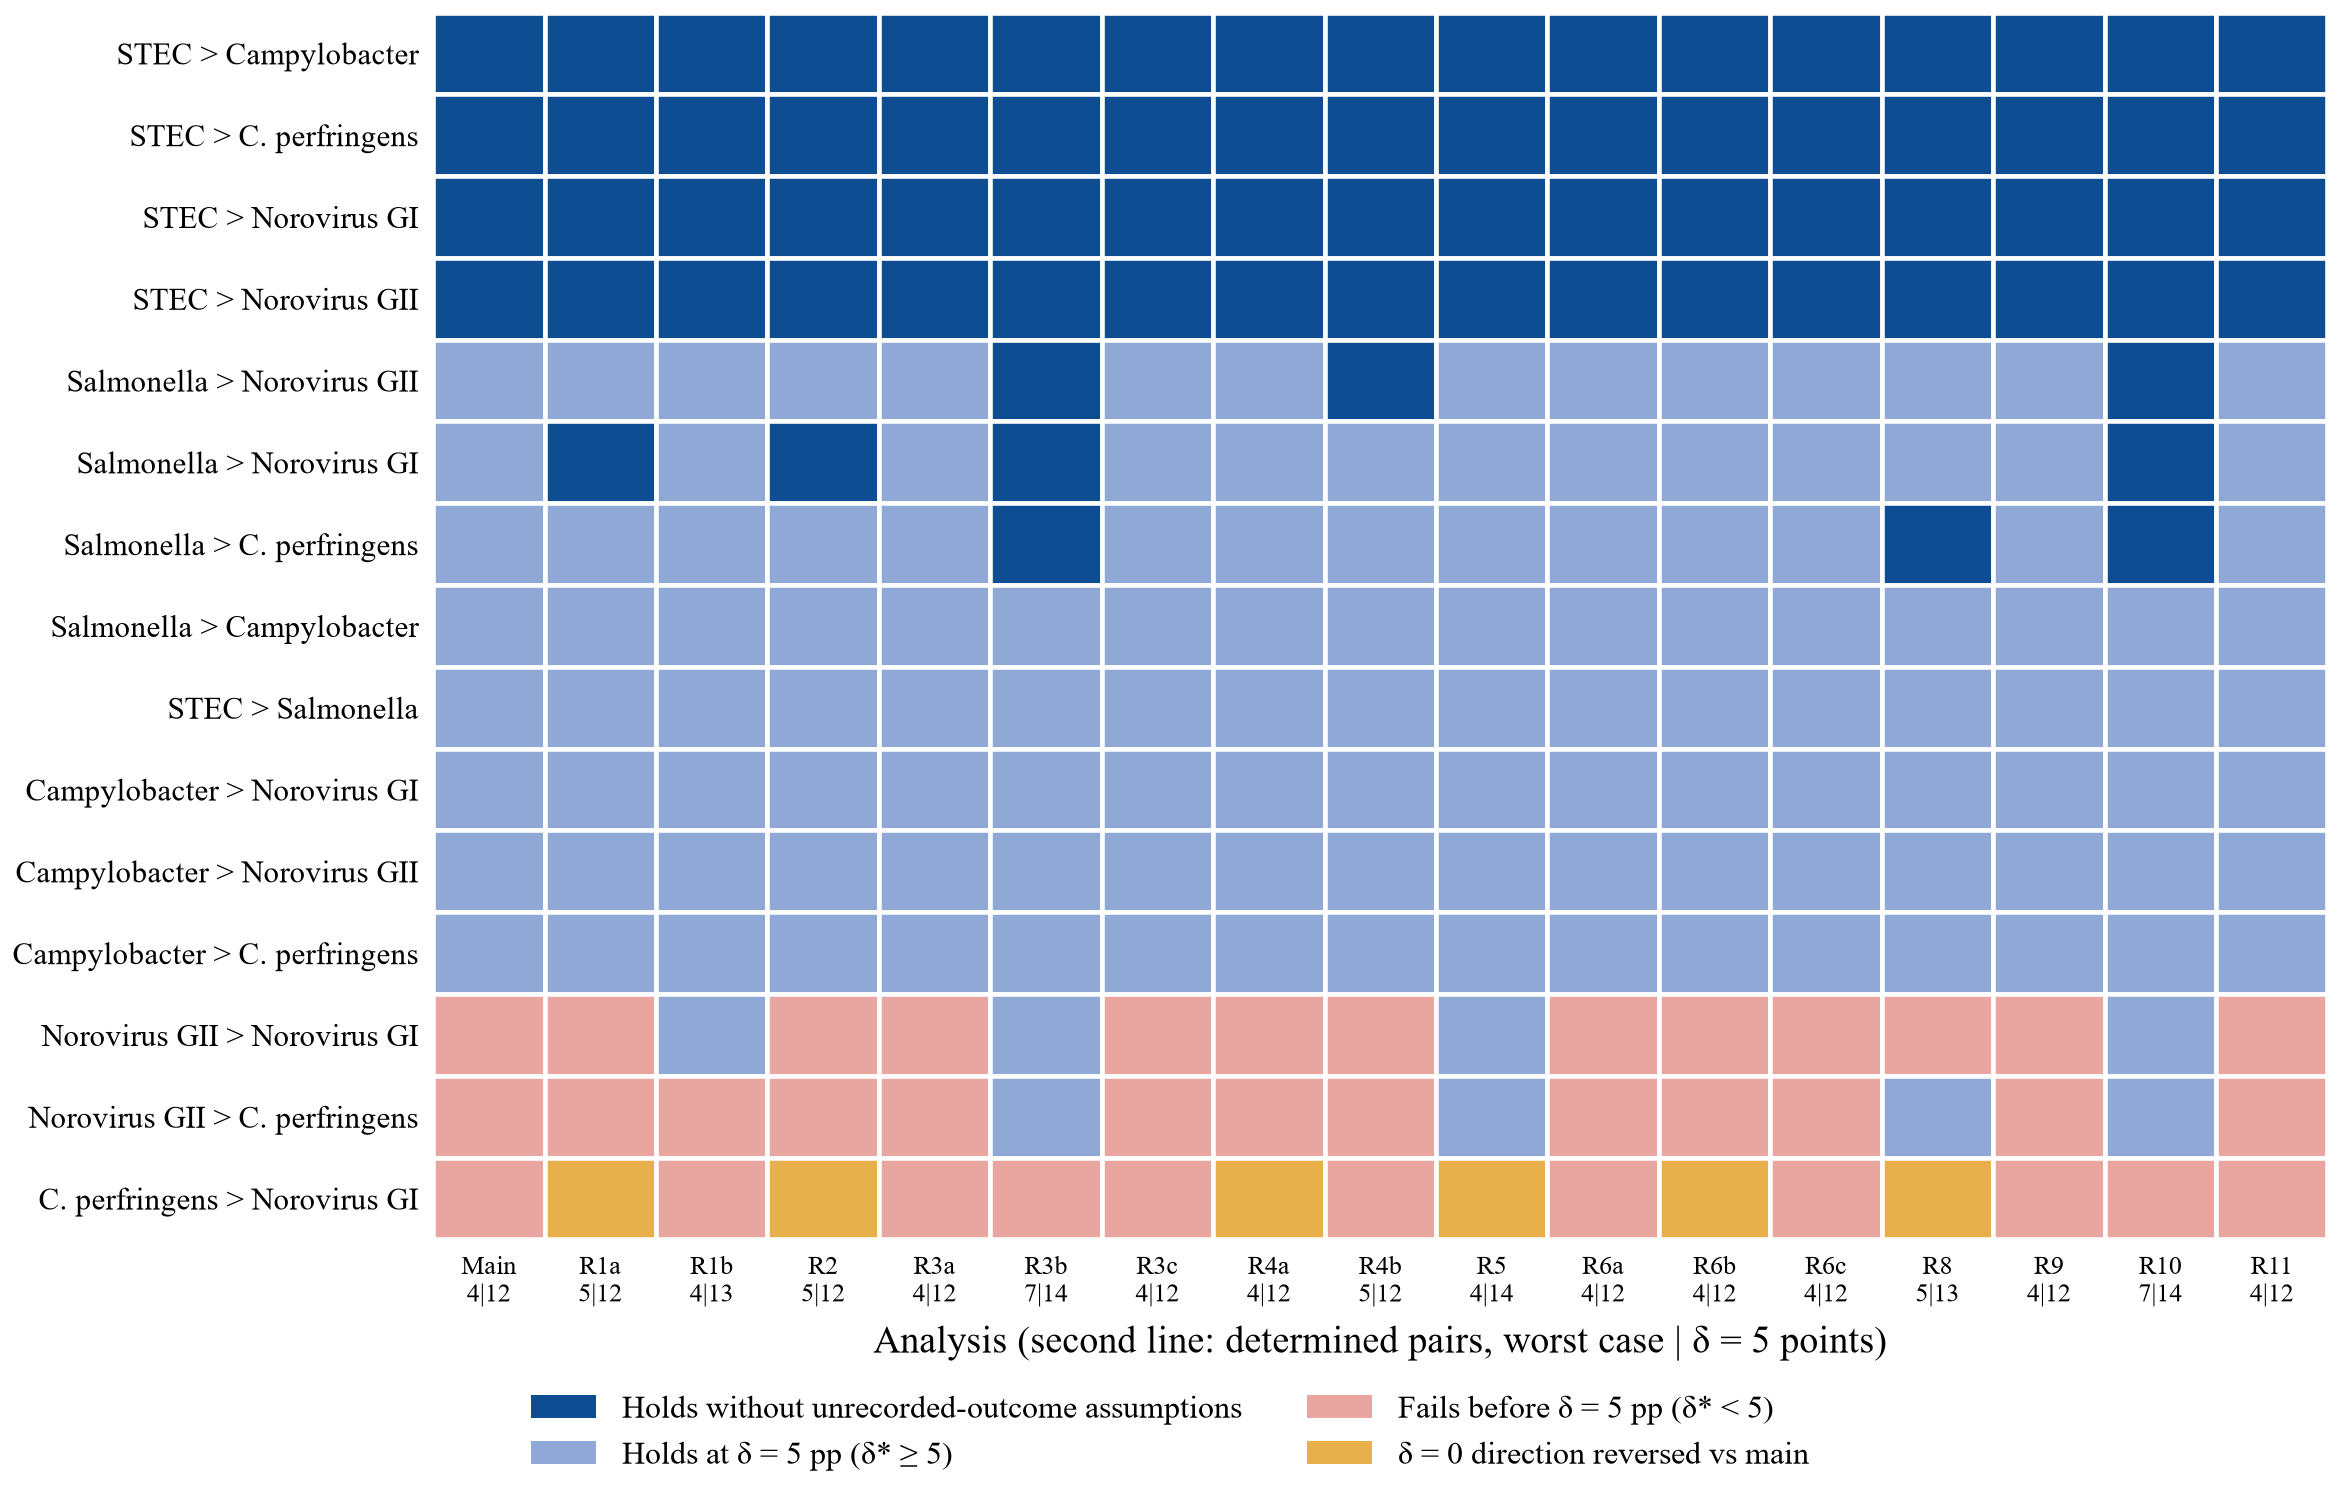 STEC > Campylobacter
STEC > C. perfringens
STEC > Norovirus GI
STEC > Norovirus GII
Salmonella > Norovirus GII
Salmonella > Norovirus GI
Salmonella > C. perfringens
Salmonella > Campylobacter
STEC > Salmonella
Campylobacter > Norovirus GI
Campylobacter > Norovirus GII
Campylobacter > C. perfringens
Norovirus GII > Norovirus GI
Norovirus GII > C. perfringens
C. perfringens > Norovirus GI
Main R1a R1b R2 R3a R3b R3c R4a R4b R5 R6a R6b R6c R8 R9 R10 R11
4|12 5|12 4|13 5|12 4|12 7|14 4|12 4|12 5|12 4|14 4|12 4|12 4|12 5|13 4|12 7|14 4|12
Analysis (second line: determined pairs, worst case | δ = 5 points)
Holds without unrecorded-outcome assumptions
Holds at δ = 5 pp (δ* ≥ 5)
Fails before δ = 5 pp (δ* < 5)
δ = 0 direction reversed vs main